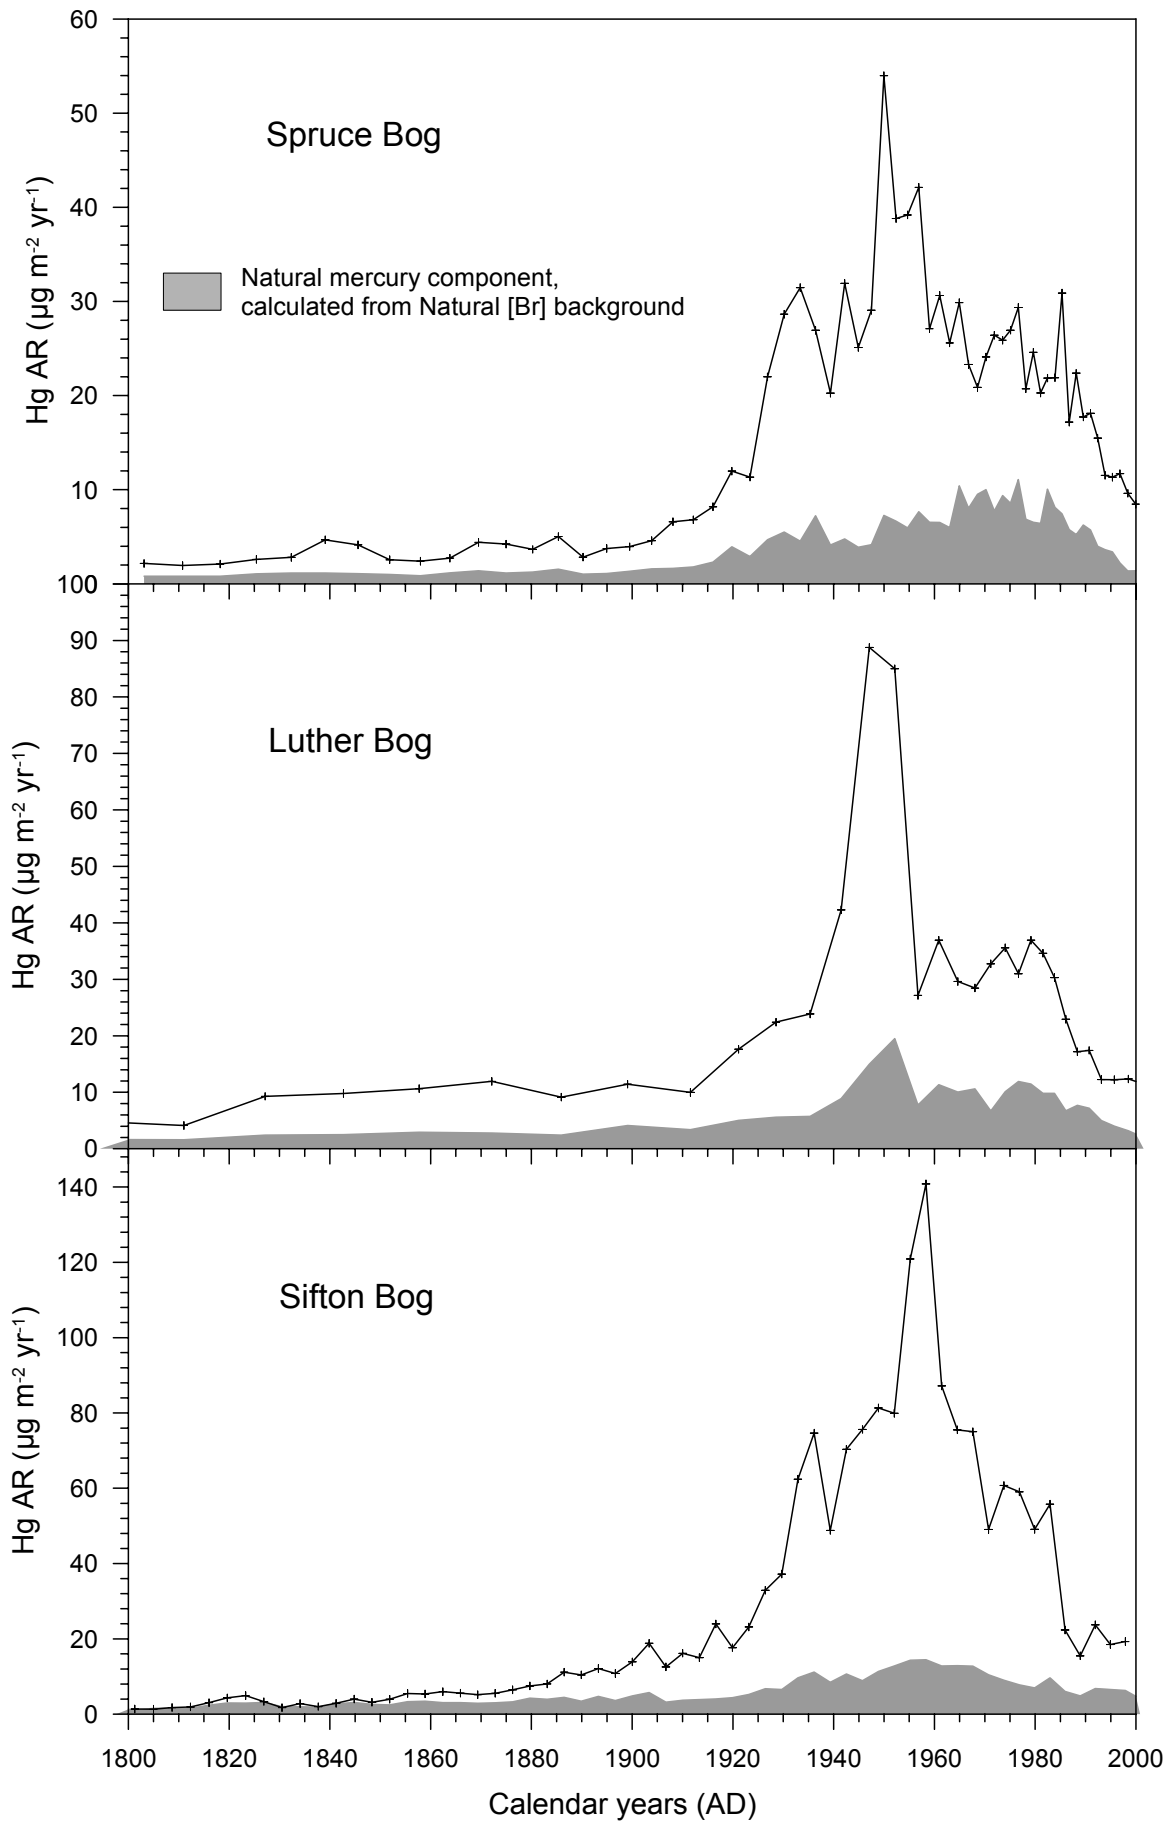 60
50
40
30
20
10
Hg AR (µg m-2 yr-1)
Spruce Bog
Natural mercury component,
calculated from Natural [Br] background
100
90
80
70
60
50
40
30
20
10
0
Hg AR (µg m-2 yr-1)
Luther Bog
140
120
100
80
60
40
20
0
Hg AR (µg m-2 yr-1)
Sifton Bog
1800 1820 1840 1860 1880 1900 1920 1940 1960 1980 2000
Calendar years (AD)